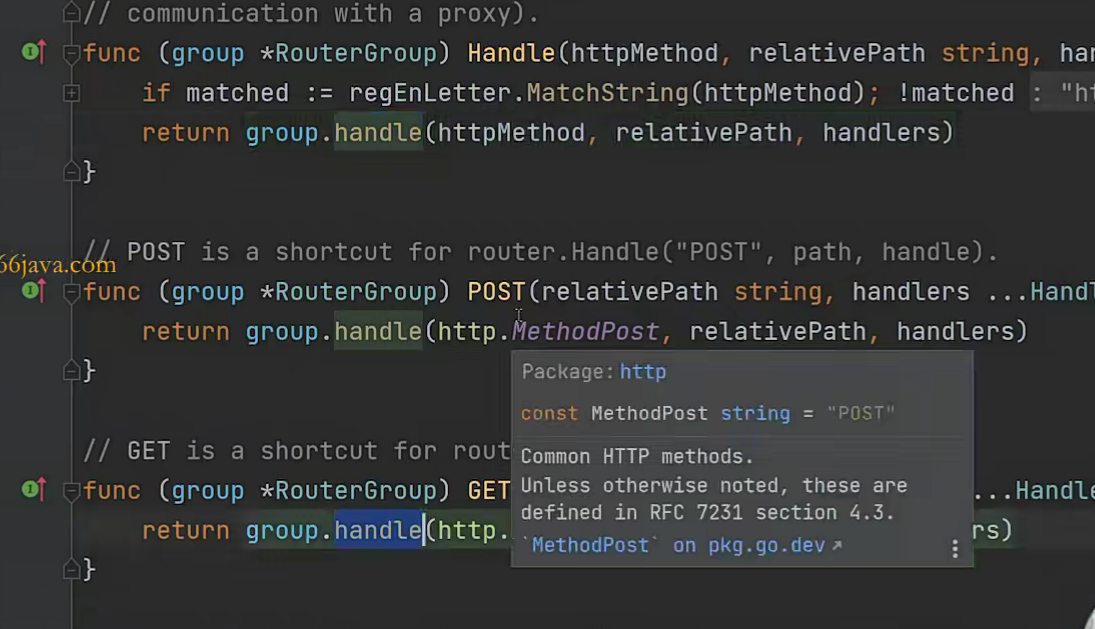 // communication with a proxy).
func (group *RouterGroup) Handle(httpMethod, relativePath string, han
if matched := regEnLetter.MatchString(httpMethod); !matched : "ht
return group.handle(httpMethod, relativePath, handlers)
}
// POST is a shortcut for router.Handle("POST", path, handle).
66java.com
func (group *RouterGroup) POST(relativePath string, handlers ...Handl
return group.handle(http.MethodPost, relativePath, handlers)
}
Package: http
const MethodPost string = "POST"
// GET is a shortcut for rout
Common HTTP methods.
Unless otherwise noted, these are
defined in RFC 7231 section 4.3.
`MethodPost` on pkg.go.dev
func (group *RouterGroup) GET ...Handle
return group.handle(http. rs)
}